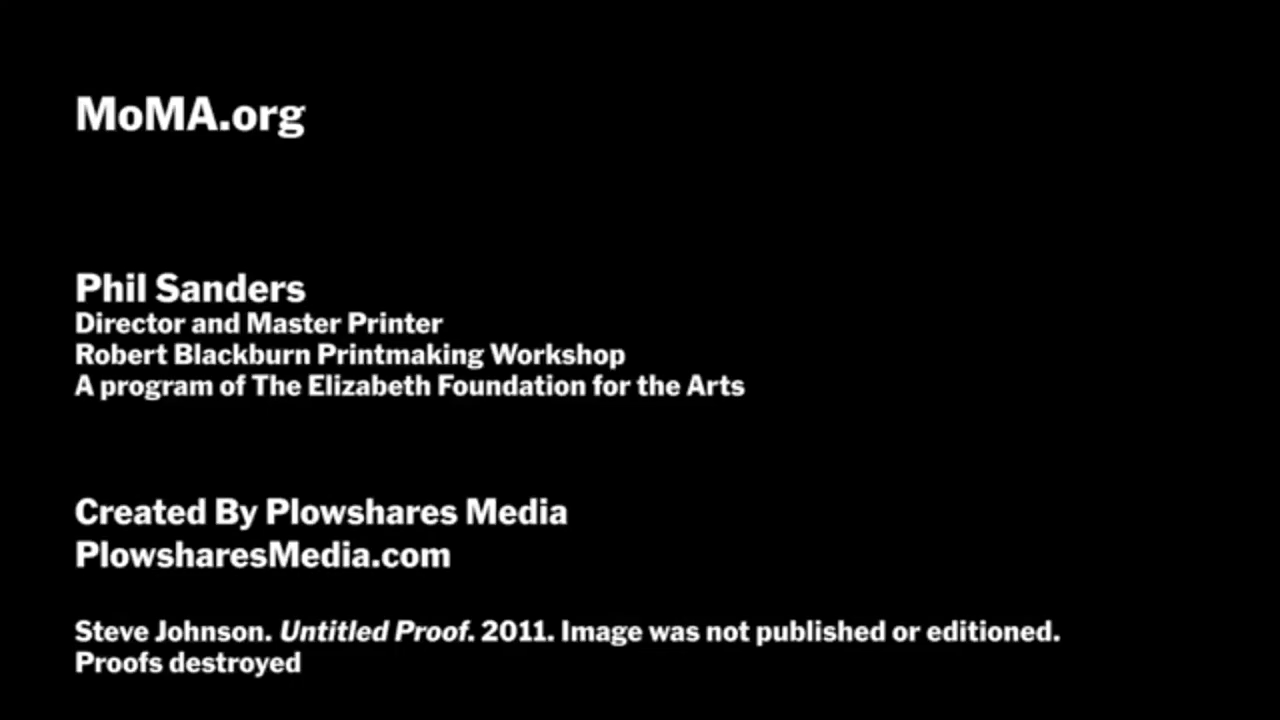 MoMA.org
Phil Sanders
Director and Master Printer
Robert Blackburn Printmaking Workshop
A program of The Elizabeth Foundation for the Arts
Created By Plowshares Media
PlowsharesMedia.com
Steve Johnson. Untitled Proof. 2011. Image was not published or editioned.
Proofs destroyed